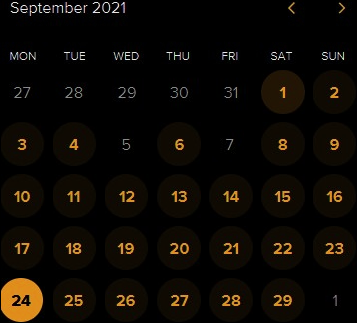 September 2021
MON TUE WED THU FRI SAT SUN
27 28 29 30 31 1 2
3 4 5 6 7 8 9
10 11 12 13 14 15 16
17 18 19 20 21 22 23
24 25 26 27 28 29 1